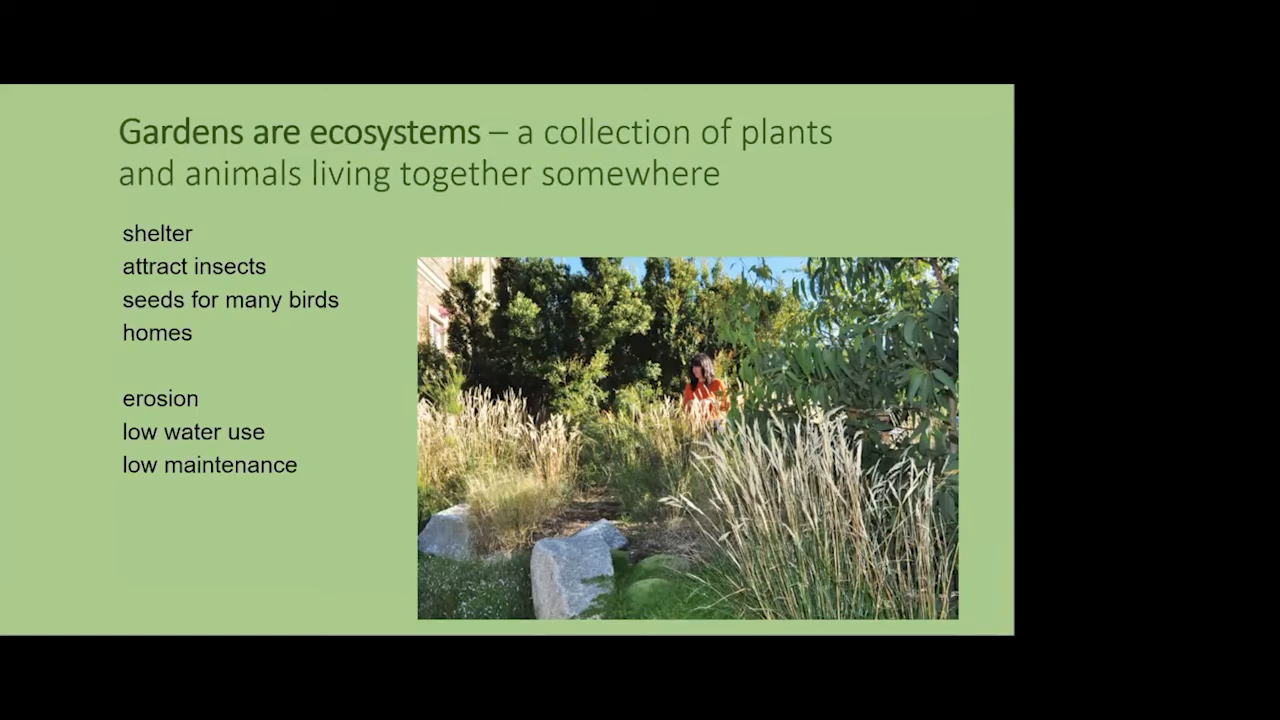 Gardens are ecosystems – a collection of plants
and animals living together somewhere
shelter
attract insects
seeds for many birds
homes
erosion
low water use
low maintenance